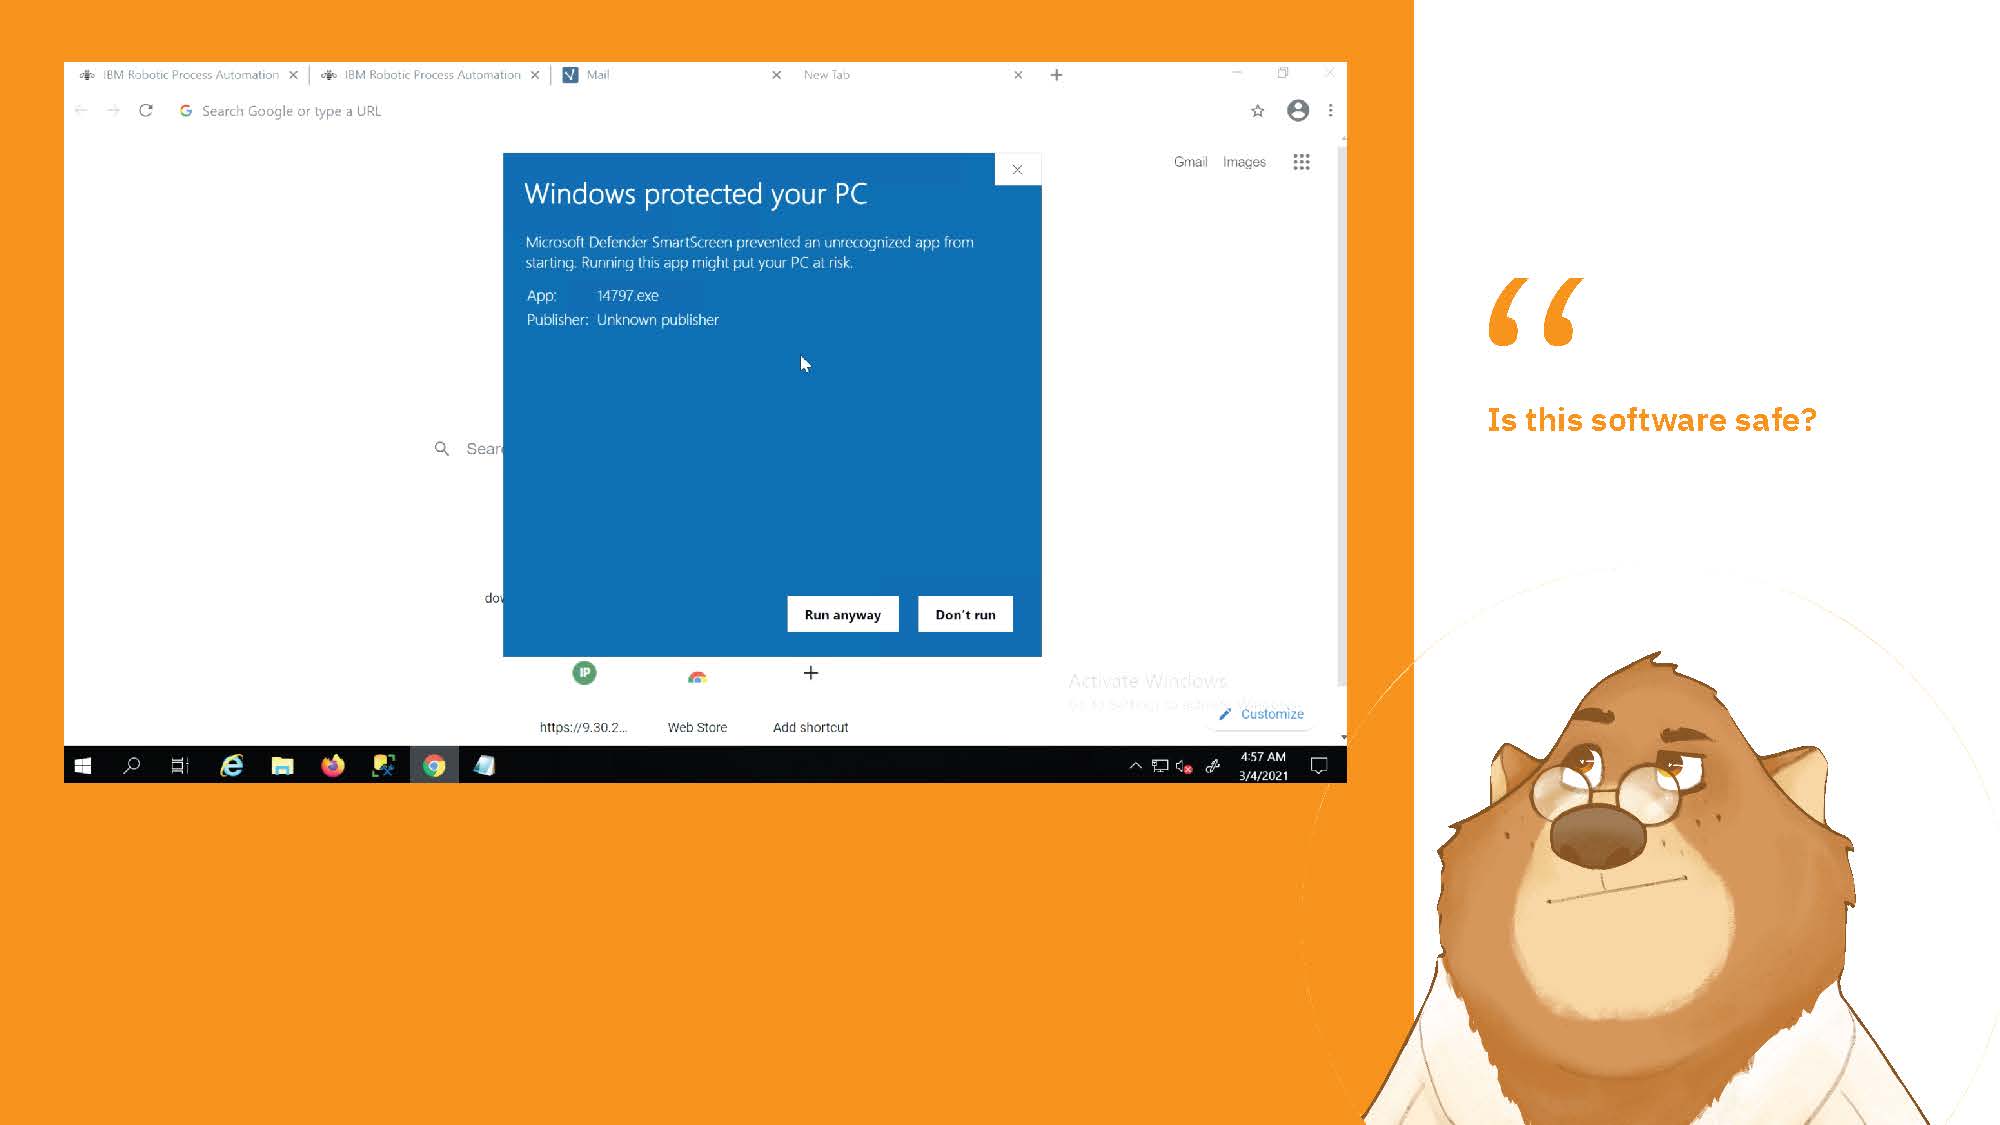 IBM Robotic Process Automation
IBM Robotic Process Automation
Mail
New Tab
Search Google or type a URL
Gmail Images
Windows protected your PC
Microsoft Defender SmartScreen prevented an unrecognized app from
starting. Running this app might put your PC at risk.
App: 14797.exe
Publisher: Unknown publisher
Sear
dov
Run anyway
Don't run
IP
https://9.30.2...
Web Store
Add shortcut
Activate Windows
Customize
4:57 AM
3/4/2021
“
Is this software safe?